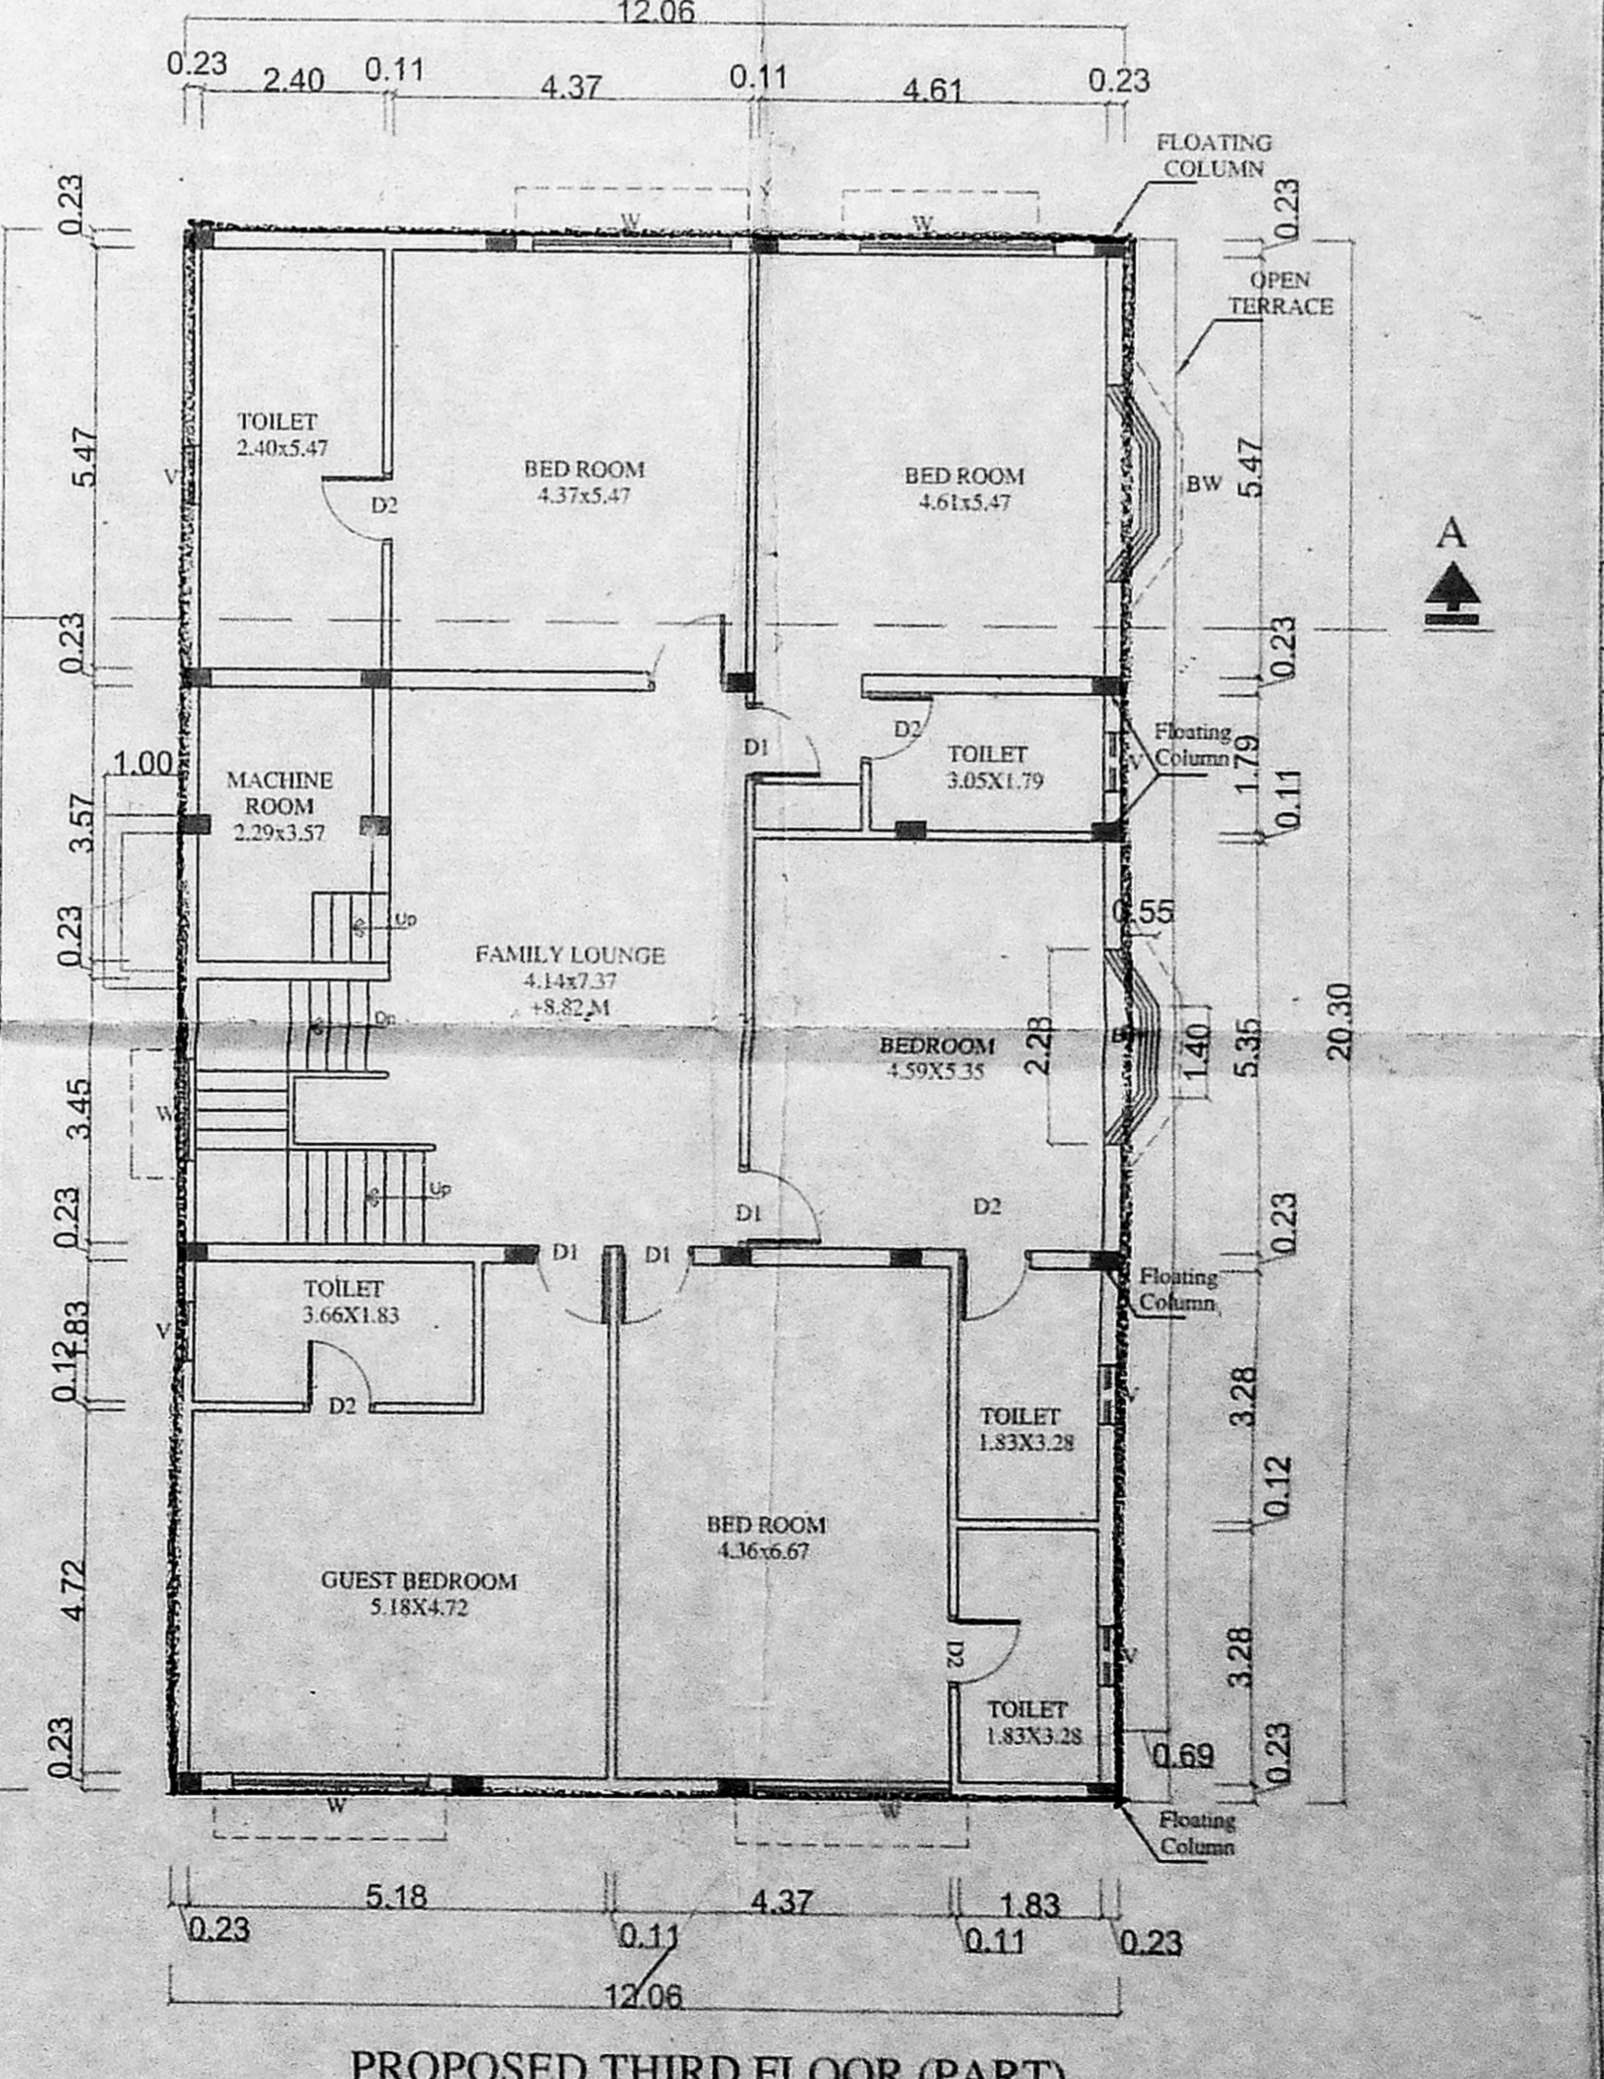 12.06
0.23
2.40
0.11
4.37
0.11
4.61
0.23
FLOATING
COLUMN
0.23
0.23
W
W
OPEN
TERRACE
TOILET
2.40x5.47
V
D2
BED ROOM
4.37x5.47
BED ROOM
4.61x5.47
BW
5.47
5.47
A
0.23
0.23
D1
D2
TOILET
3.05X1.79
V
Floating
Column
1.79
0.11
1.00
MACHINE
ROOM
2.29x3.57
3.57
Up
0.23
0.55
FAMILY LOUNGE
4.14x7.37
+8.82 M
Dn
BEDROOM
4.59X5.35
2.28
1.40
5.35
20.30
3.45
W
Up
0.23
D1
D2
0.23
D1
D1
TOILET
3.66X1.83
V
1.83
0.12
D2
Floating
Column
TOILET
1.83X3.28
V
3.28
0.12
BED ROOM
4.36x6.67
GUEST BEDROOM
5.18X4.72
4.72
D2
V
3.28
TOILET
1.83X3.28
0.23
0.69
0.23
W
W
Floating
Column
5.18
4.37
1.83
0.23
0.11
0.11
0.23
12.06
PROPOSED THIRD FLOOR (PART)